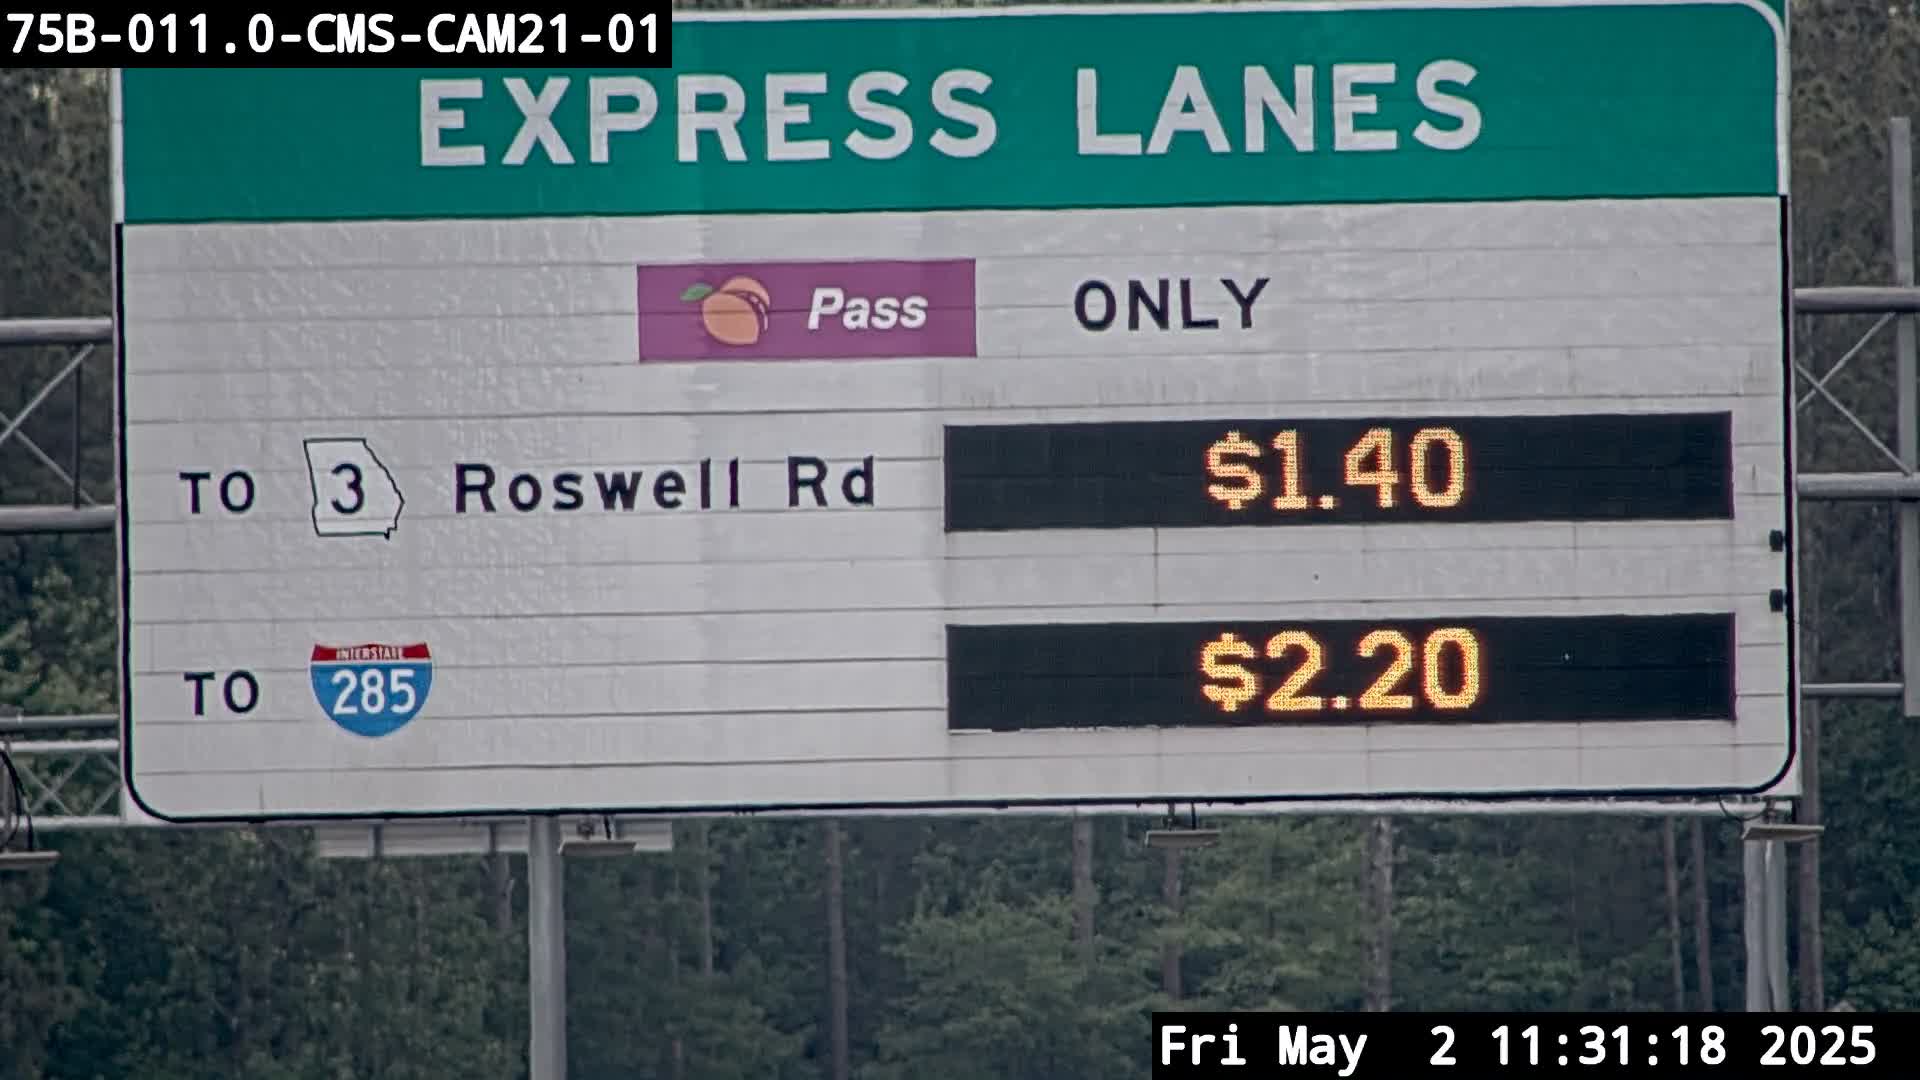 75B-011.0-CMS-CAM21-01
EXPRESS LANES
Pass ONLY
TO 3 Roswell Rd $1.40
INTERSTATE
TO 285 $2.20
Fri May 2 11:31:18 2025